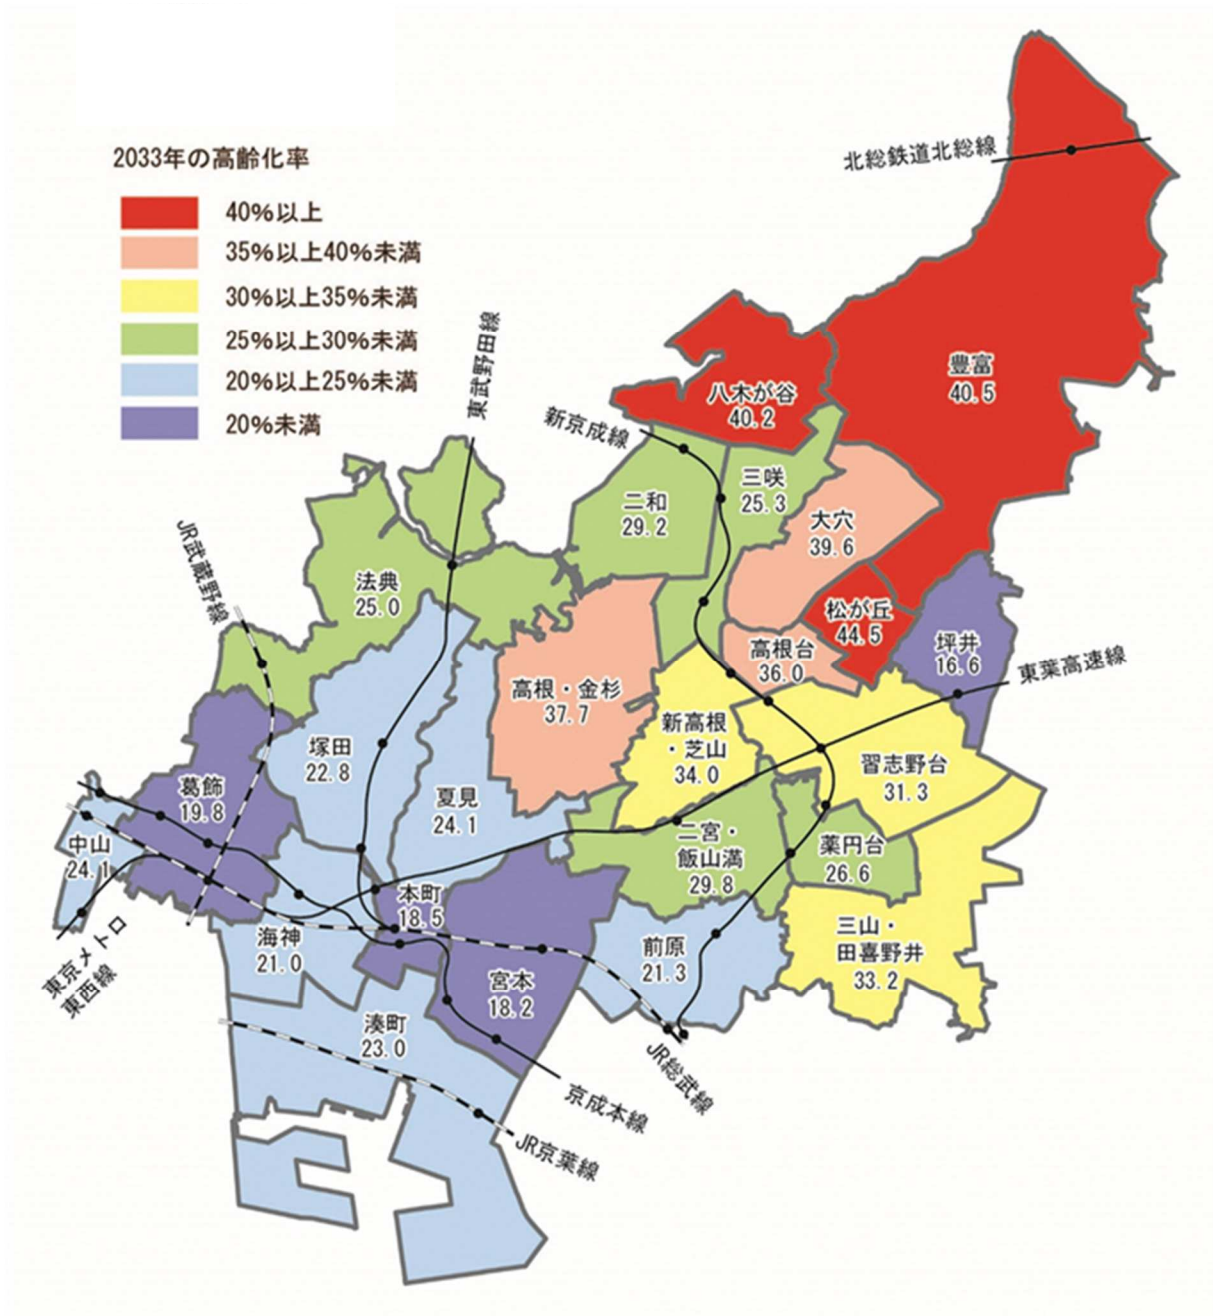 2033年の高齢化率
40%以上
35%以上40%未満
30%以上35%未満
25%以上30%未満
20%以上25%未満
20%未満
北総鉄道北総線
東武野田線
新京成線
JR武蔵野線
東葉高速線
東京メトロ
東西線
JR総武線
京成本線
JR京葉線
豊富
40.5
八木が谷
40.2
三咲
25.3
二和
29.2
大穴
39.6
法典
25.0
松が丘
44.5
坪井
16.6
高根台
36.0
高根・金杉
37.7
新高根
・芝山
34.0
習志野台
31.3
塚田
22.8
夏見
24.1
葛飾
19.8
中山
24.1
二宮・
飯山満
29.8
薬円台
26.6
本町
18.5
三山・
田喜野井
33.2
海神
21.0
前原
21.3
宮本
18.2
湊町
23.0